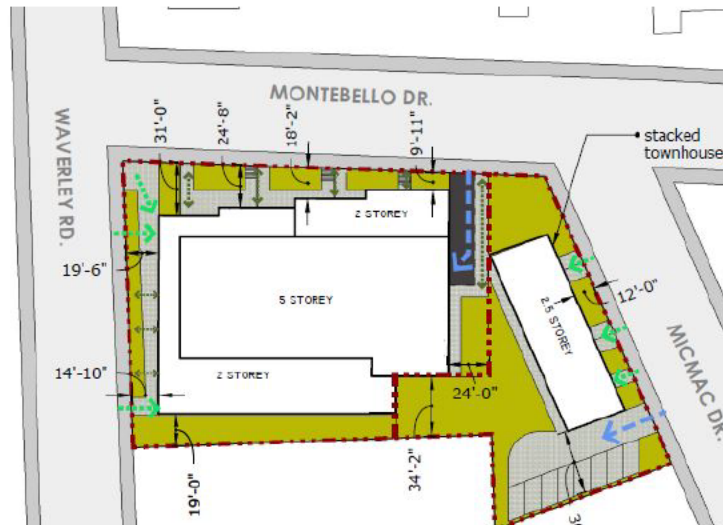 MONTEBELLO DR.
WAVERLEY RD.
31'-0"
24'-8"
18'-2"
9'-11"
stacked
townhouse
2 STOREY
19'-6"
5 STOREY
2.5 STOREY
12'-0"
MICMAC DR.
14'-10"
2 STOREY
24'-0"
19'-0"
34'-2"